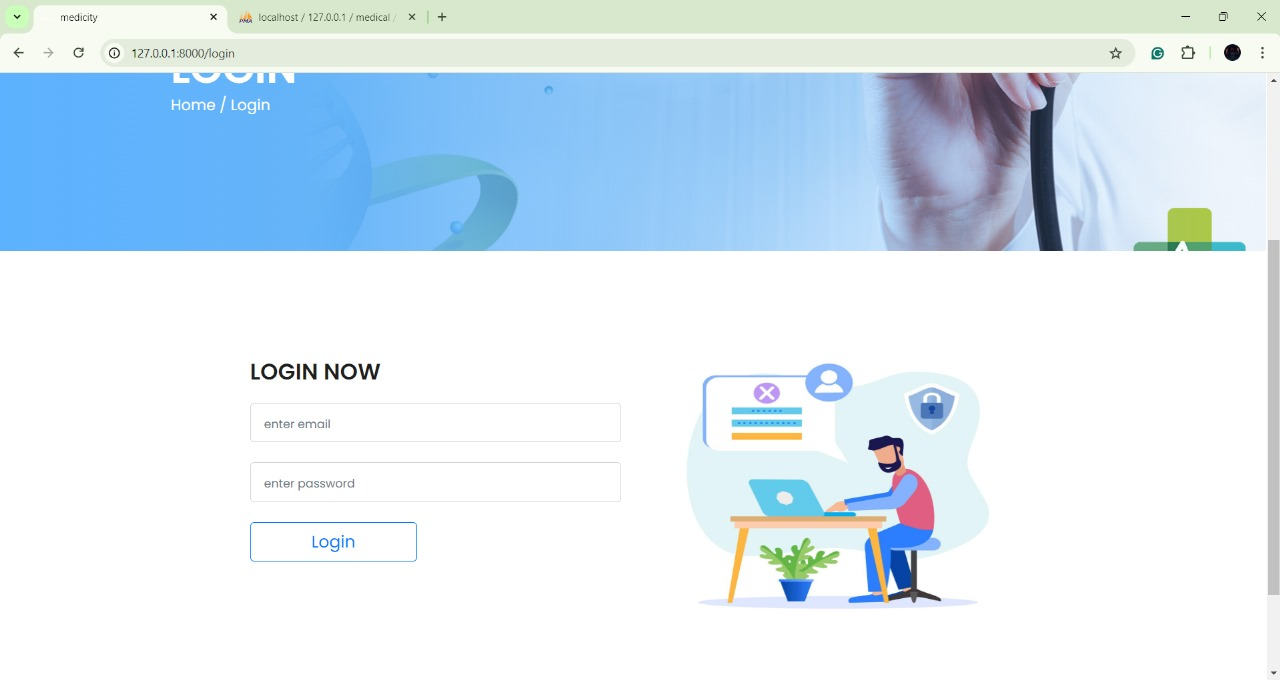 medicity
localhost / 127.0.0.1 / medical /
127.0.0.1:8000/login
LOGIN
Home / Login
LOGIN NOW
enter email
enter password
Login